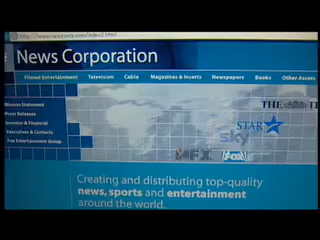 News Corporation
Filmed Entertainment Television Cable Magazines & Inserts Newspapers Books Other Assets
Mission Statement
Press Releases
Investor & Financial
Executives & Contacts
Fox Entertainment Group
THE
STAR
sky
FOX
Creating and distributing top-quality
news, sports and entertainment
around the world.